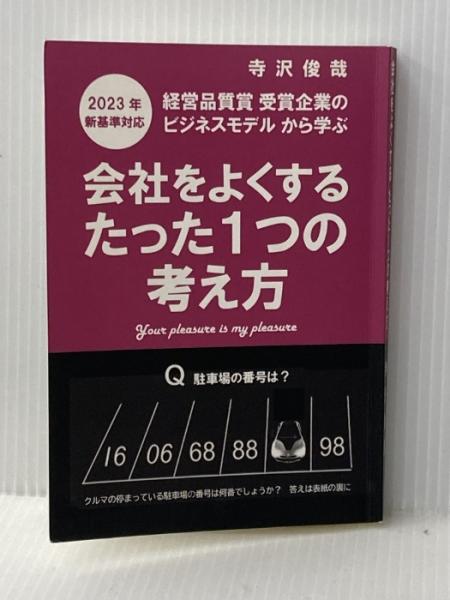 寺沢俊哉
2023年
新基準対応
経営品質賞 受賞企業の
ビジネスモデル から学ぶ
会社をよくする
たった1つの
考え方
Your pleasure is my pleasure
Q 駐車場の番号は?
16 06 68 88 98
クルマの停まっている駐車場の番号は何番でしょうか? 答えは表紙の裏に